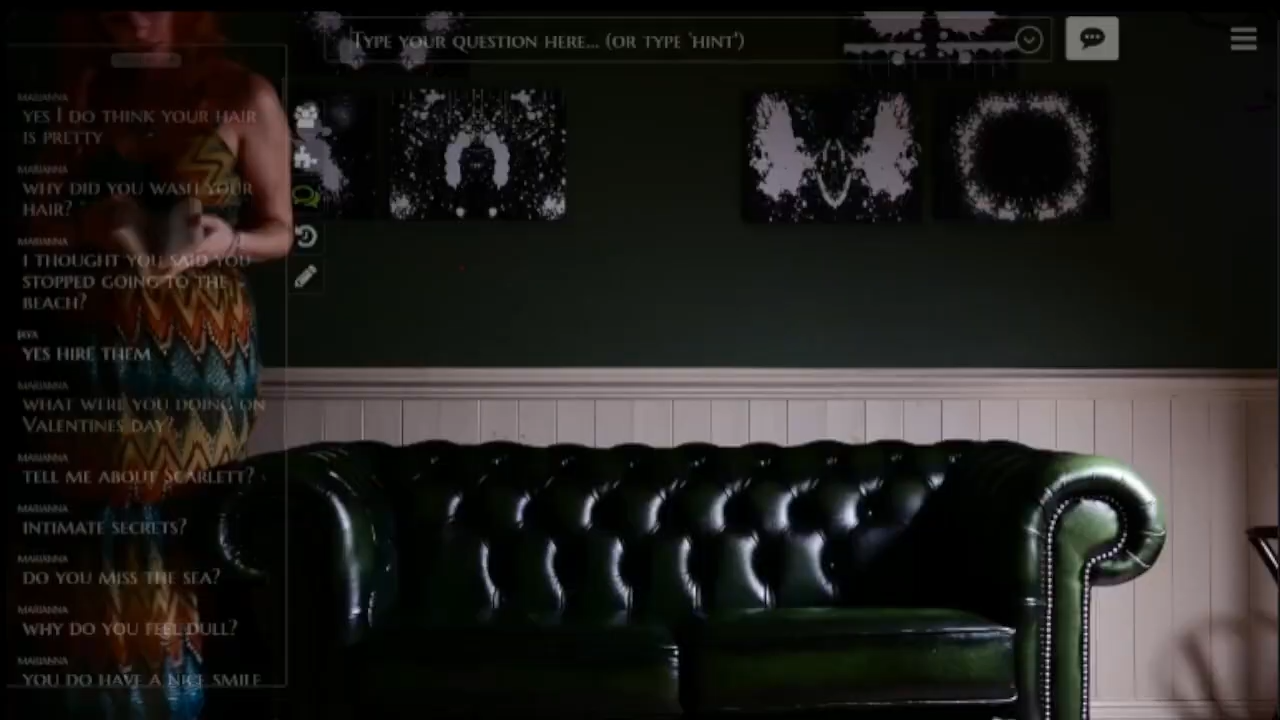 TYPE YOUR QUESTION HERE... (OR TYPE 'HINT')
MARIANNA
YES I DO THINK YOUR HAIR
IS PRETTY
MARIANNA
WHY DID YOU WASH YOUR
HAIR?
MARIANNA
I THOUGHT YOU SAID YOU
STOPPED GOING TO THE
BEACH?
JAYA
YES HIRE THEM
MARIANNA
WHAT WERE YOU DOING ON
VALENTINES DAY?
MARIANNA
TELL ME ABOUT SCARLETT?
MARIANNA
INTIMATE SECRETS?
MARIANNA
DO YOU MISS THE SEA?
MARIANNA
WHY DO YOU FEEL DULL?
MARIANNA
YOU DO HAVE A NICE SMILE